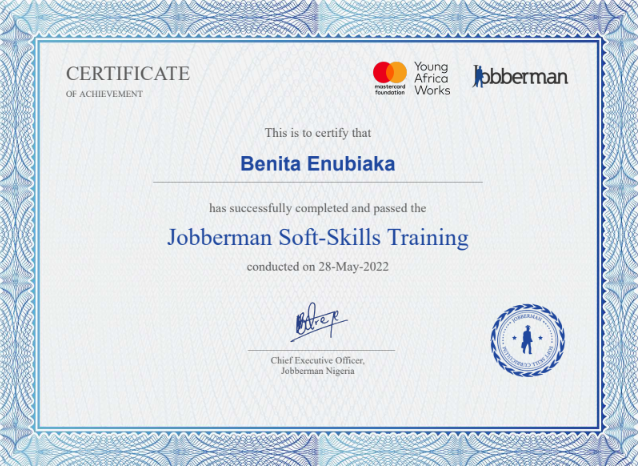 CERTIFICATE
OF ACHIEVEMENT
mastercard
foundation
Young
Africa
Works
Jobberman
This is to certify that
Benita Enubiaka
has successfully completed and passed the
Jobberman Soft-Skills Training
conducted on 28-May-2022
Chief Executive Officer,
Jobberman Nigeria
JOBBERMAN